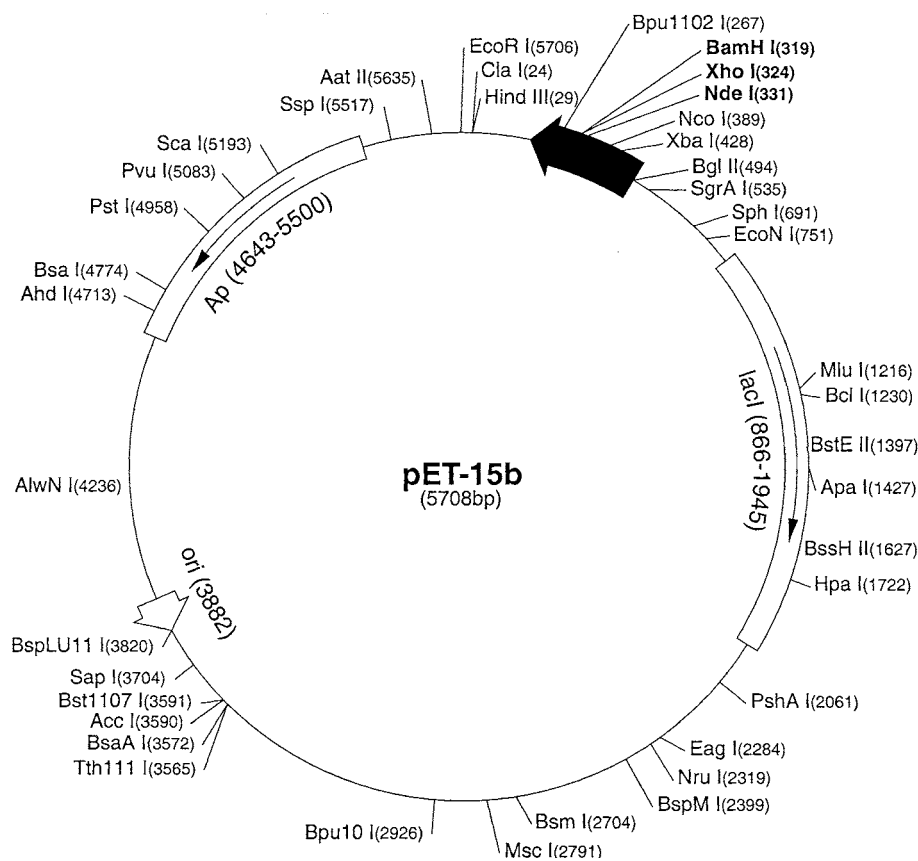 Bpu1102 I(267)
BamH I(319)
Xho I(324)
Nde I(331)
Nco I(389)
Xba I(428)
Bgl II(494)
SgrA I(535)
Sph I(691)
EcoN I(751)
EcoR I(5706)
Cla I(24)
Hind III(29)
Aat II(5635)
Ssp I(5517)
Sca I(5193)
Pvu I(5083)
Pst I(4958)
Bsa I(4774)
Ahd I(4713)
Ap (4643-5500)
AlwN I(4236)
pET-15b
(5708bp)
lacI (866-1945)
Mlu I(1216)
Bcl I(1230)
BstE II(1397)
Apa I(1427)
BssH II(1627)
Hpa I(1722)
ori (3882)
BspLU11 I(3820)
Sap I(3704)
Bst1107 I(3591)
Acc I(3590)
BsaA I(3572)
Tth111 I(3565)
PshA I(2061)
Eag I(2284)
Nru I(2319)
BspM I(2399)
Bsm I(2704)
Msc I(2791)
Bpu10 I(2926)